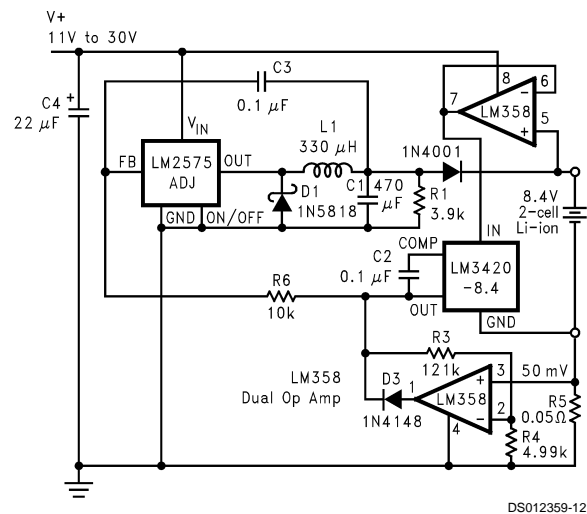 V+
11V to 30V
C4
+
22 μF
C3
0.1 μF
VIN
FB
LM2575
ADJ
OUT
GND
ON/OFF
L1
330 μH
D1
1N5818
C1
470
μF
1N4001
R1
3.9k
8
7
6
5
−
+
LM358
8.4V
2-cell
Li-ion
IN
COMP
C2
0.1 μF
LM3420
-8.4
OUT
GND
R6
10k
R3
121k
LM358
Dual Op Amp
D3
1N4148
1
3
+
LM358
−
2
4
50 mV
R5
0.05Ω
R4
4.99k
DS012359-12